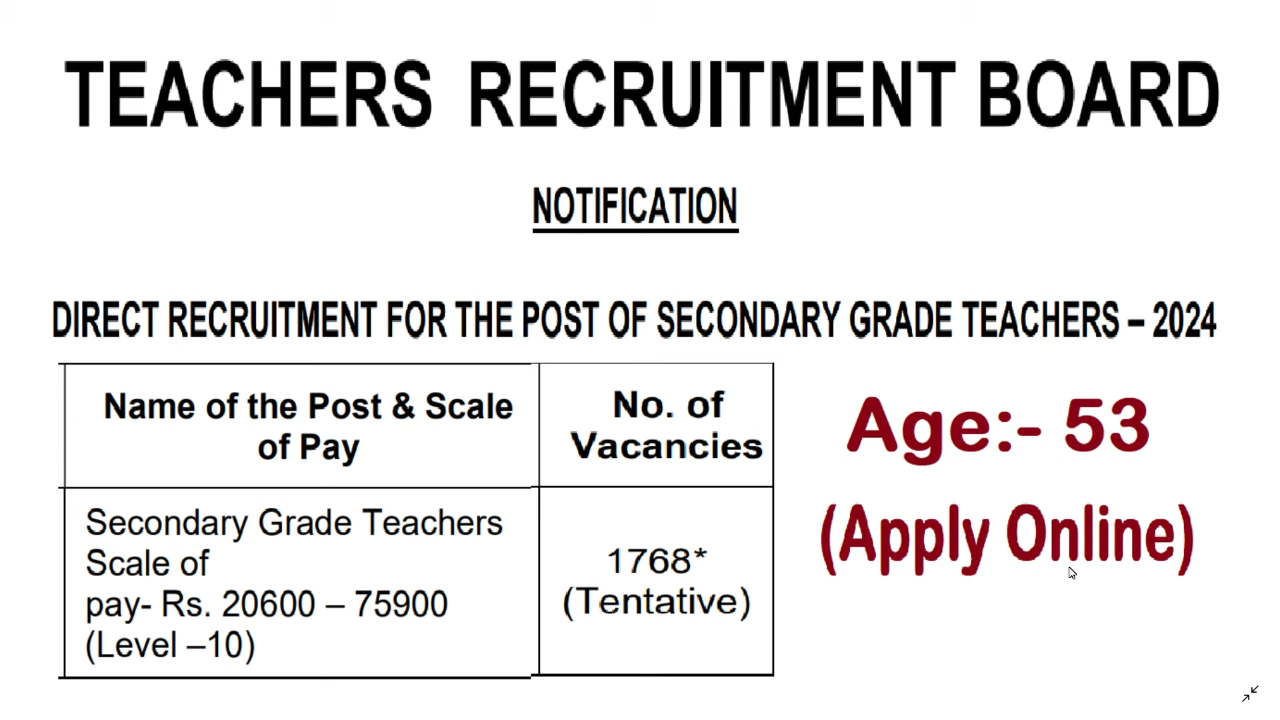 TEACHERS RECRUITMENT BOARD
NOTIFICATION
DIRECT RECRUITMENT FOR THE POST OF SECONDARY GRADE TEACHERS – 2024
Name of the Post & Scale
of Pay
No. of
Vacancies
Secondary Grade Teachers
Scale of
pay- Rs. 20600 – 75900
(Level –10)
1768*
(Tentative)
Age:- 53
(Apply Online)